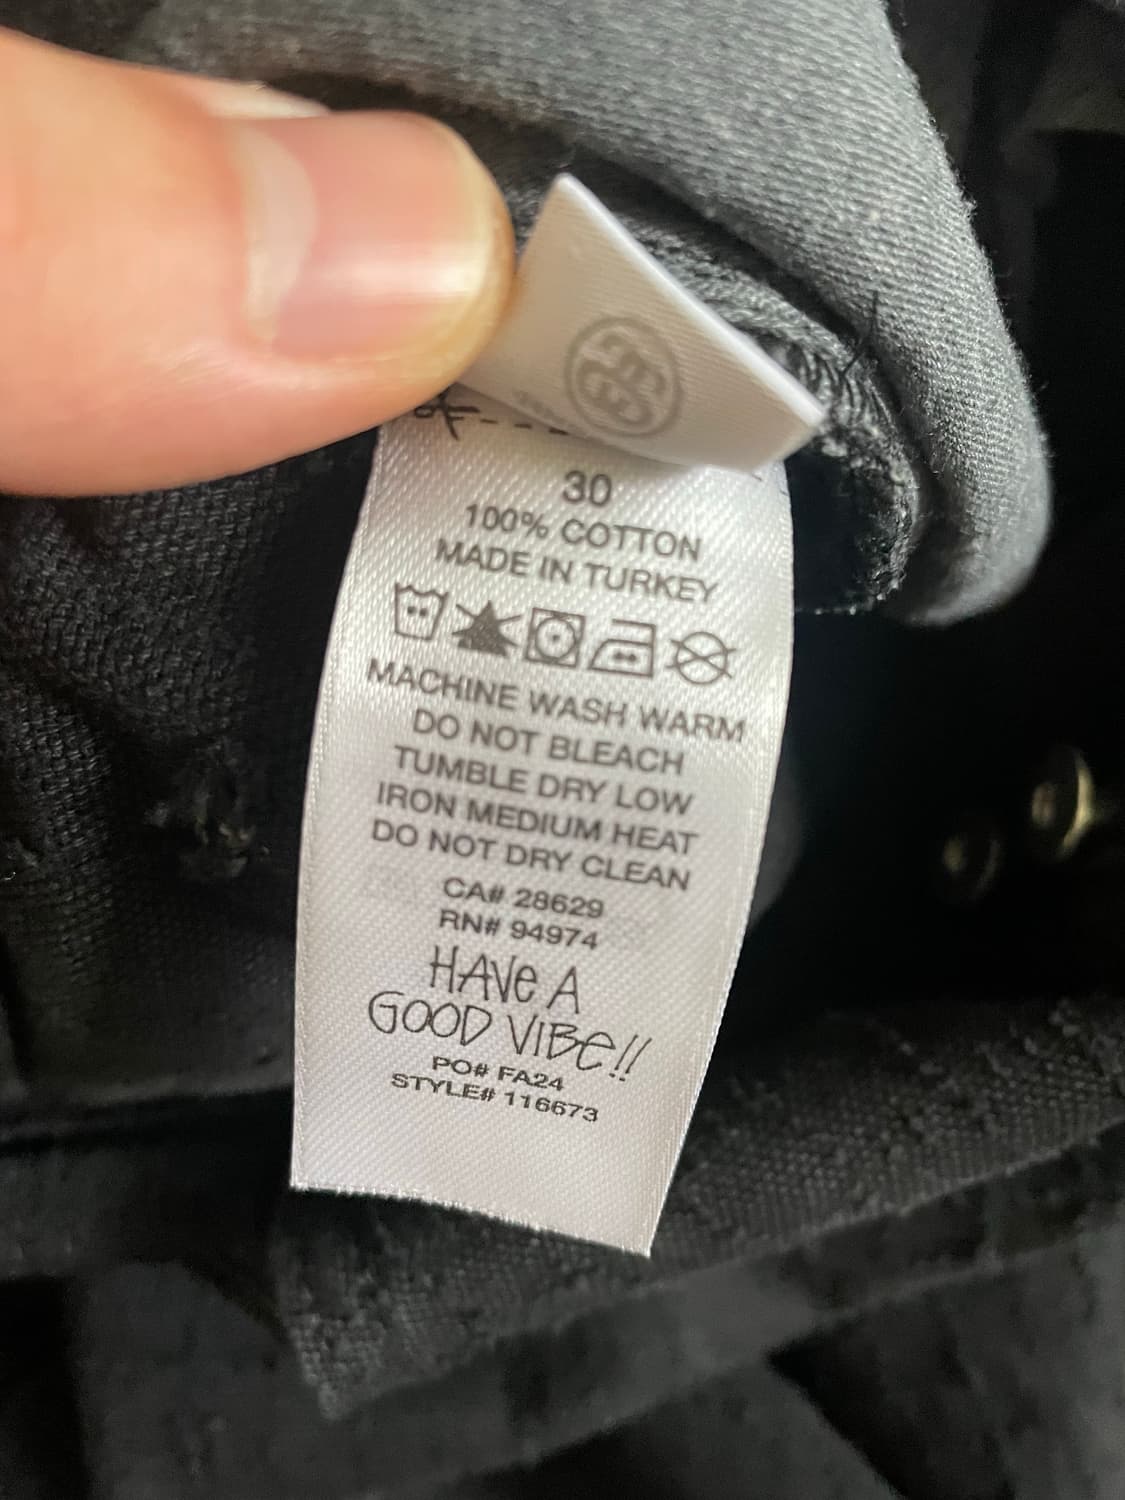 30
100% COTTON
MADE IN TURKEY
MACHINE WASH WARM
DO NOT BLEACH
TUMBLE DRY LOW
IRON MEDIUM HEAT
DO NOT DRY CLEAN
CA# 28629
RN# 94974
HAVe A
GOOD VIBe!!
PO# FA24
STYLE# 116673